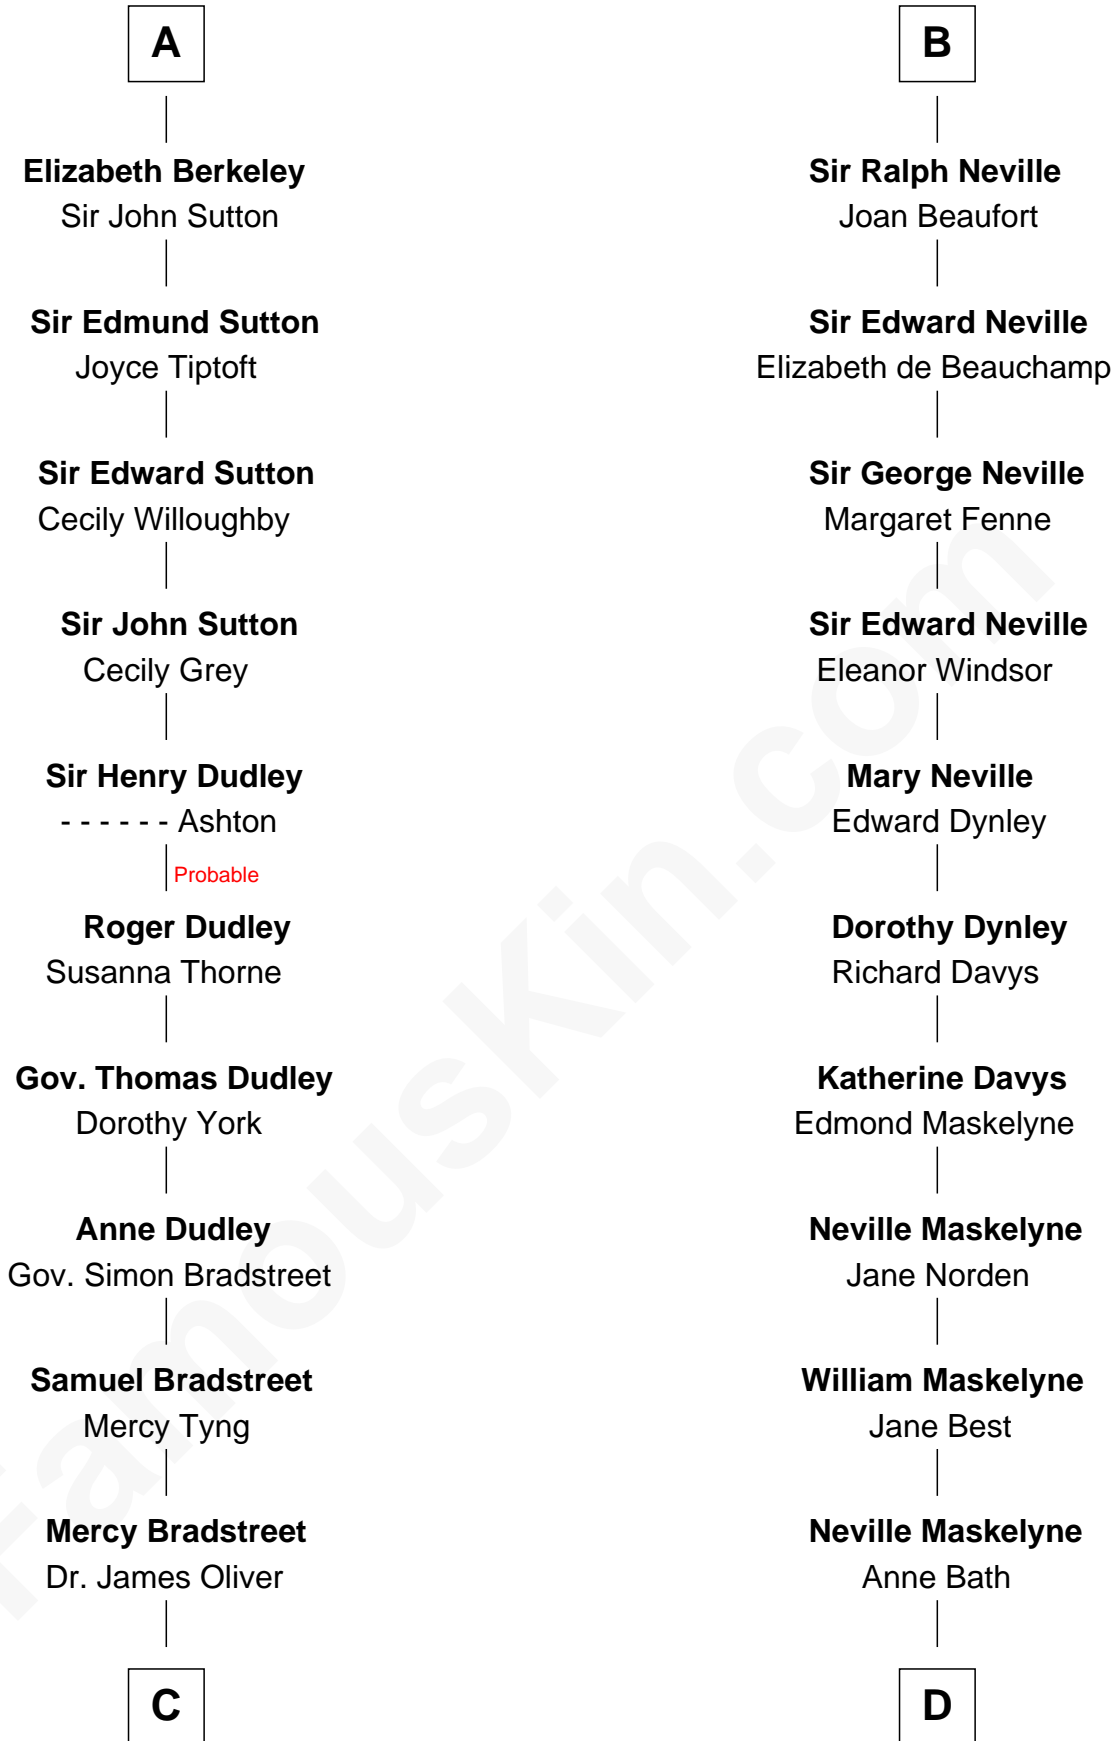 A
Elizabeth Berkeley
Sir John Sutton
Sir Edmund Sutton
Joyce Tiptoft
Sir Edward Sutton
Cecily Willoughby
Sir John Sutton
Cecily Grey
Sir Henry Dudley
- - - - - - Ashton
Probable
Roger Dudley
Susanna Thorne
Gov. Thomas Dudley
Dorothy York
Anne Dudley
Gov. Simon Bradstreet
Samuel Bradstreet
Mercy Tyng
Mercy Bradstreet
Dr. James Oliver
C
B
Sir Ralph Neville
Joan Beaufort
Sir Edward Neville
Elizabeth de Beauchamp
Sir George Neville
Margaret Fenne
Sir Edward Neville
Eleanor Windsor
Mary Neville
Edward Dynley
Dorothy Dynley
Richard Davys
Katherine Davys
Edmond Maskelyne
Neville Maskelyne
Jane Norden
William Maskelyne
Jane Best
Neville Maskelyne
Anne Bath
D
FamousKin.com